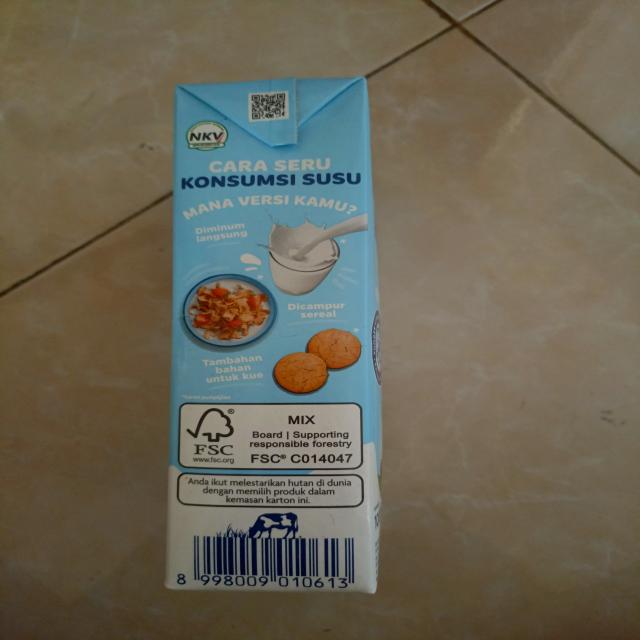 NKV
CARA SERU
KONSUMSI SUSU
MANA VERSI KAMU?
Diminum
langsung
Dicampur
sereal
Tambahan
bahan
untuk kue
*saran penyajian
FSC
www.fsc.org
MIX
Board | Supporting
responsible forestry
FSC® C014047
Anda ikut melestarikan hutan di dunia
dengan memilih produk dalam
kemasan karton ini.
8 998009 010613